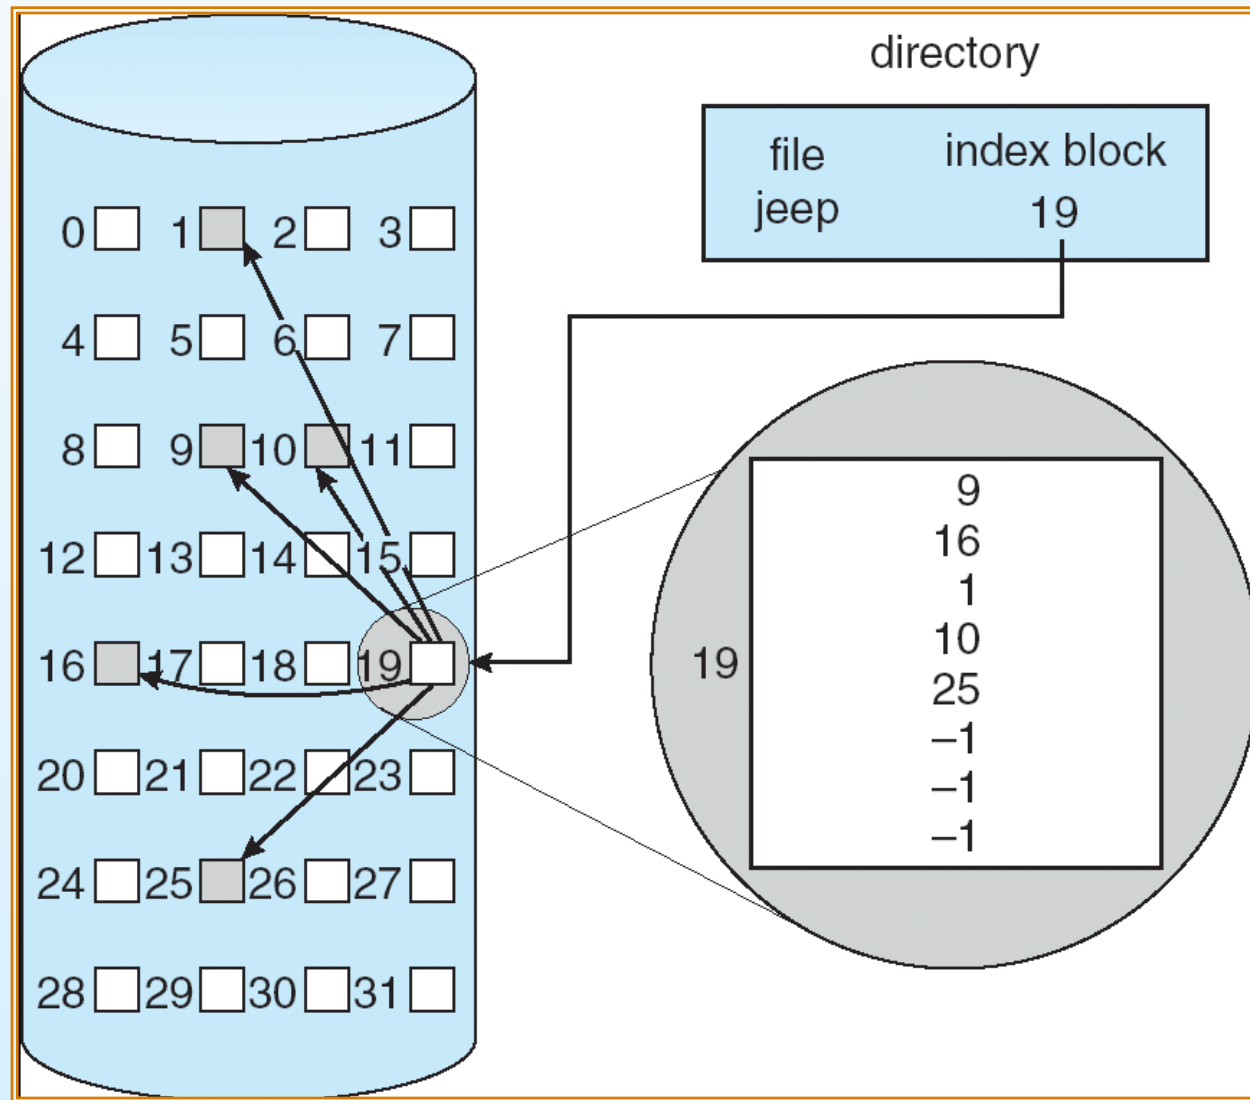 directory
file index block
jeep 19
0 1 2 3
4 5 6 7
8 9 10 11
12 13 14 15
16 17 18 19
20 21 22 23
24 25 26 27
28 29 30 31
19
9
16
1
10
25
–1
–1
–1